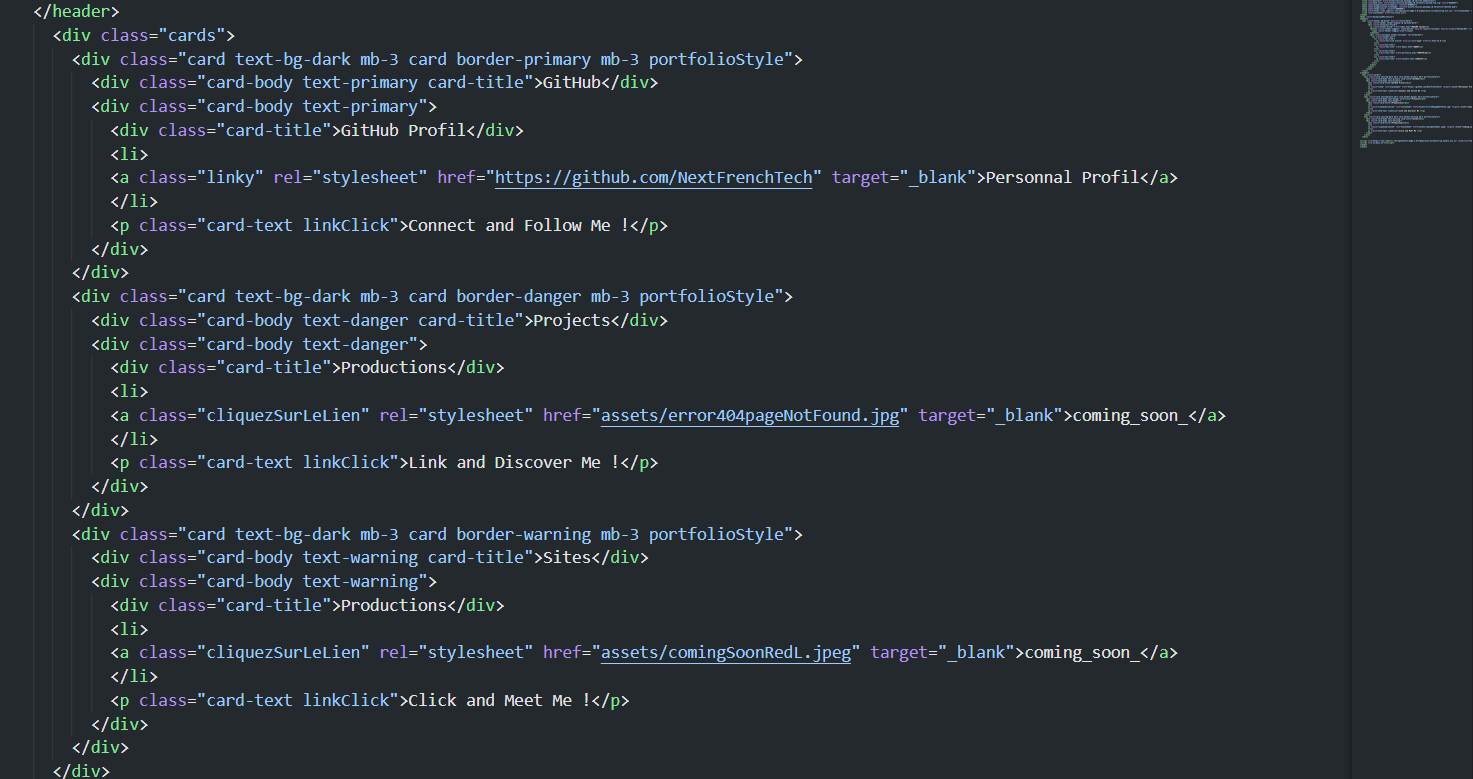 </header>
<div class="cards">
<div class="card text-bg-dark mb-3 card border-primary mb-3 portfolioStyle">
<div class="card-body text-primary card-title">GitHub</div>
<div class="card-body text-primary">
<div class="card-title">GitHub Profil</div>
<li>
<a class="linky" rel="stylesheet" href="https://github.com/NextFrenchTech" target="_blank">Personnal Profil</a>
</li>
<p class="card-text linkClick">Connect and Follow Me !</p>
</div>
</div>
<div class="card text-bg-dark mb-3 card border-danger mb-3 portfolioStyle">
<div class="card-body text-danger card-title">Projects</div>
<div class="card-body text-danger">
<div class="card-title">Productions</div>
<li>
<a class="cliquezSurLeLien" rel="stylesheet" href="assets/error404pageNotFound.jpg" target="_blank">coming_soon_</a>
</li>
<p class="card-text linkClick">Link and Discover Me !</p>
</div>
</div>
<div class="card text-bg-dark mb-3 card border-warning mb-3 portfolioStyle">
<div class="card-body text-warning card-title">Sites</div>
<div class="card-body text-warning">
<div class="card-title">Productions</div>
<li>
<a class="cliquezSurLeLien" rel="stylesheet" href="assets/comingSoonRedL.jpeg" target="_blank">coming_soon_</a>
</li>
<p class="card-text linkClick">Click and Meet Me !</p>
</div>
</div>
</div>